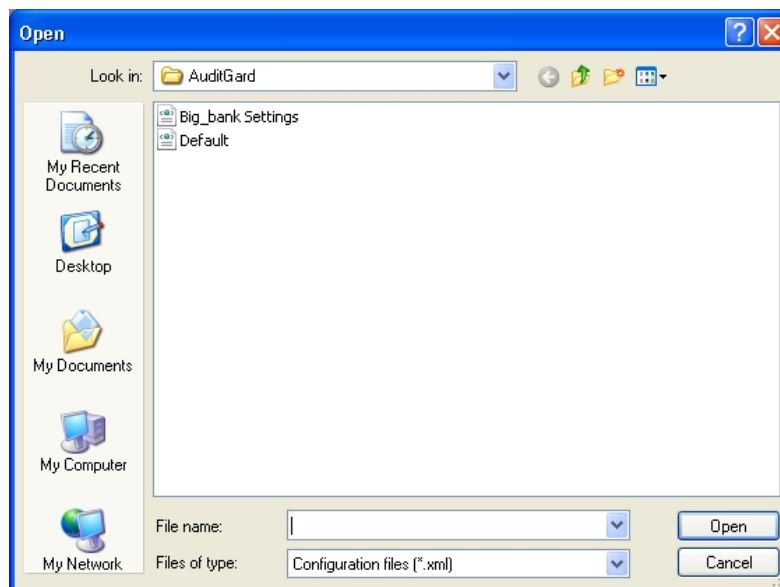 Open
Look in: AuditGard
Big_bank Settings
Default
My Recent
Documents
Desktop
My Documents
My Computer
My Network
File name: Open
Files of type: Configuration files (*.xml) Cancel